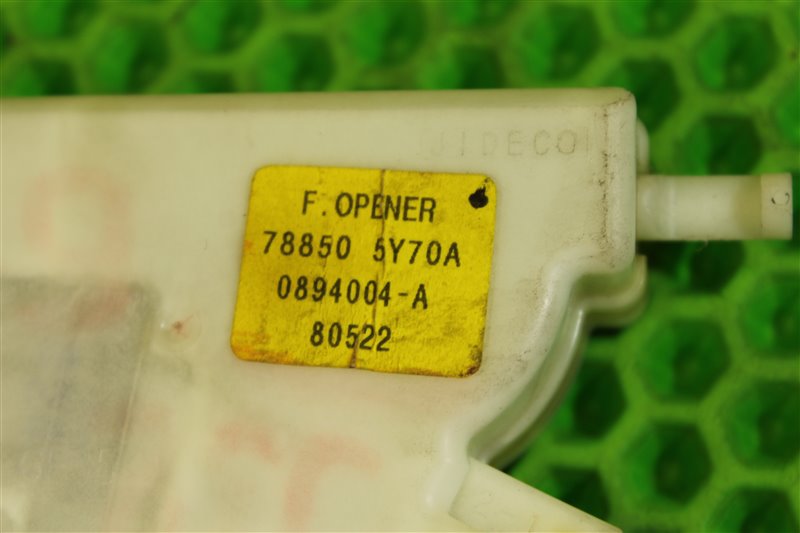 JIDECO
F. OPENER
78850 5Y70A
0894004-A
80522